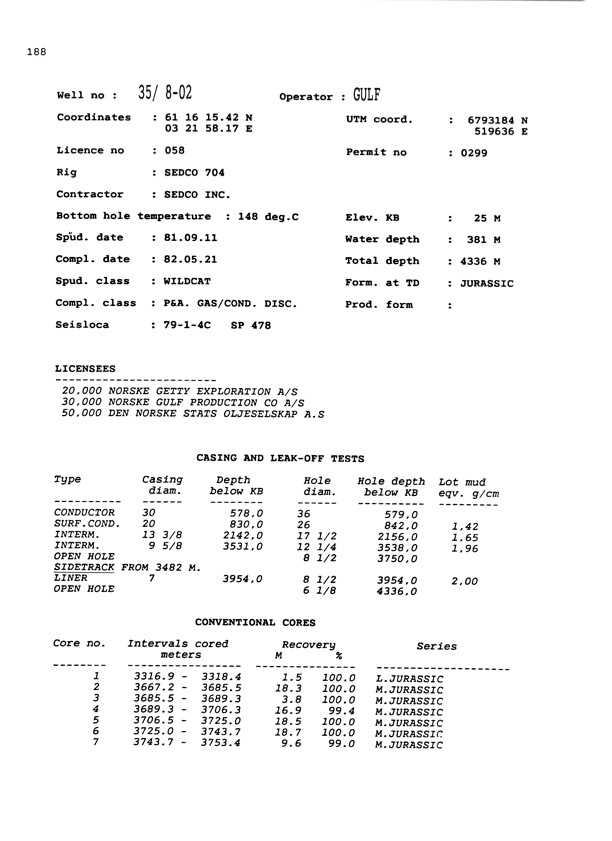 188
Well no : 35/ 8-02 Operator : GULF
Coordinates : 61 16 15.42 N UTM coord. : 6793184 N
03 21 58.17 E 519636 E
Licence no : 058 Permit no : 0299
Rig : SEDCO 704
Contractor : SEDCO INC.
Bottom hole temperature : 148 deg.C Elev. KB : 25 M
Spud. date : 81.09.11 Water depth : 381 M
Compl. date : 82.05.21 Total depth : 4336 M
Spud. class : WILDCAT Form. at TD : JURASSIC
Compl. class : P&A. GAS/COND. DISC. Prod. form :
Seisloca : 79-1-4C SP 478
LICENSEES
-------------------------
20,000 NORSKE GETTY EXPLORATION A/S
30,000 NORSKE GULF PRODUCTION CO A/S
50,000 DEN NORSKE STATS OLJESELSKAP A.S
CASING AND LEAK-OFF TESTS
Type Casing Depth Hole Hole depth Lot mud
diam. below KB diam. below KB eqv. g/cm
---------- ------ -------- ------ ---------- ---------
CONDUCTOR 30 578,0 36 579,0
SURF.COND. 20 830,0 26 842,0 1,42
INTERM. 13 3/8 2142,0 17 1/2 2156,0 1,65
INTERM. 9 5/8 3531,0 12 1/4 3538,0 1,96
OPEN HOLE 8 1/2 3750,0
SIDETRACK FROM 3482 M.
LINER 7 3954,0 8 1/2 3954,0 2,00
OPEN HOLE 6 1/8 4336,0
CONVENTIONAL CORES
Core no. Intervals cored Recovery Series
meters M %
-------- ----------------- --------------- --------------------
1 3316.9 - 3318.4 1.5 100.0 L.JURASSIC
2 3667.2 - 3685.5 18.3 100.0 M.JURASSIC
3 3685.5 - 3689.3 3.8 100.0 M.JURASSIC
4 3689.3 - 3706.3 16.9 99.4 M.JURASSIC
5 3706.5 - 3725.0 18.5 100.0 M.JURASSIC
6 3725.0 - 3743.7 18.7 100.0 M.JURASSIC
7 3743.7 - 3753.4 9.6 99.0 M.JURASSIC